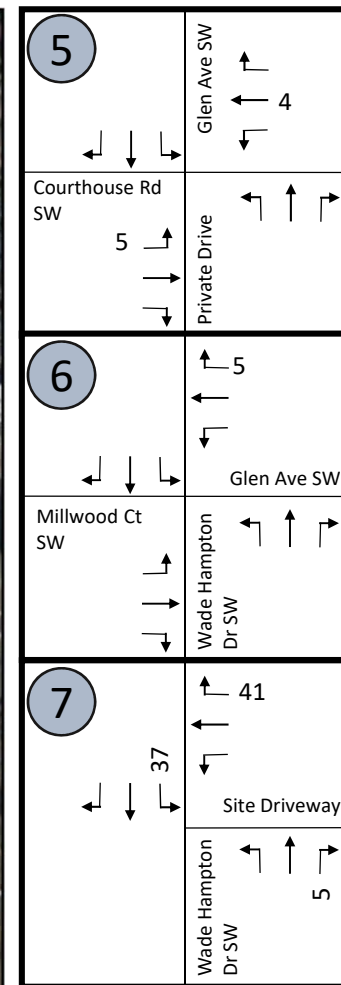 5
Glen Ave SW
4
Courthouse Rd
SW
5
Private Drive
6
5
Glen Ave SW
Millwood Ct
SW
Wade Hampton
Dr SW
7
41
37
Site Driveway
Wade Hampton
Dr SW
5